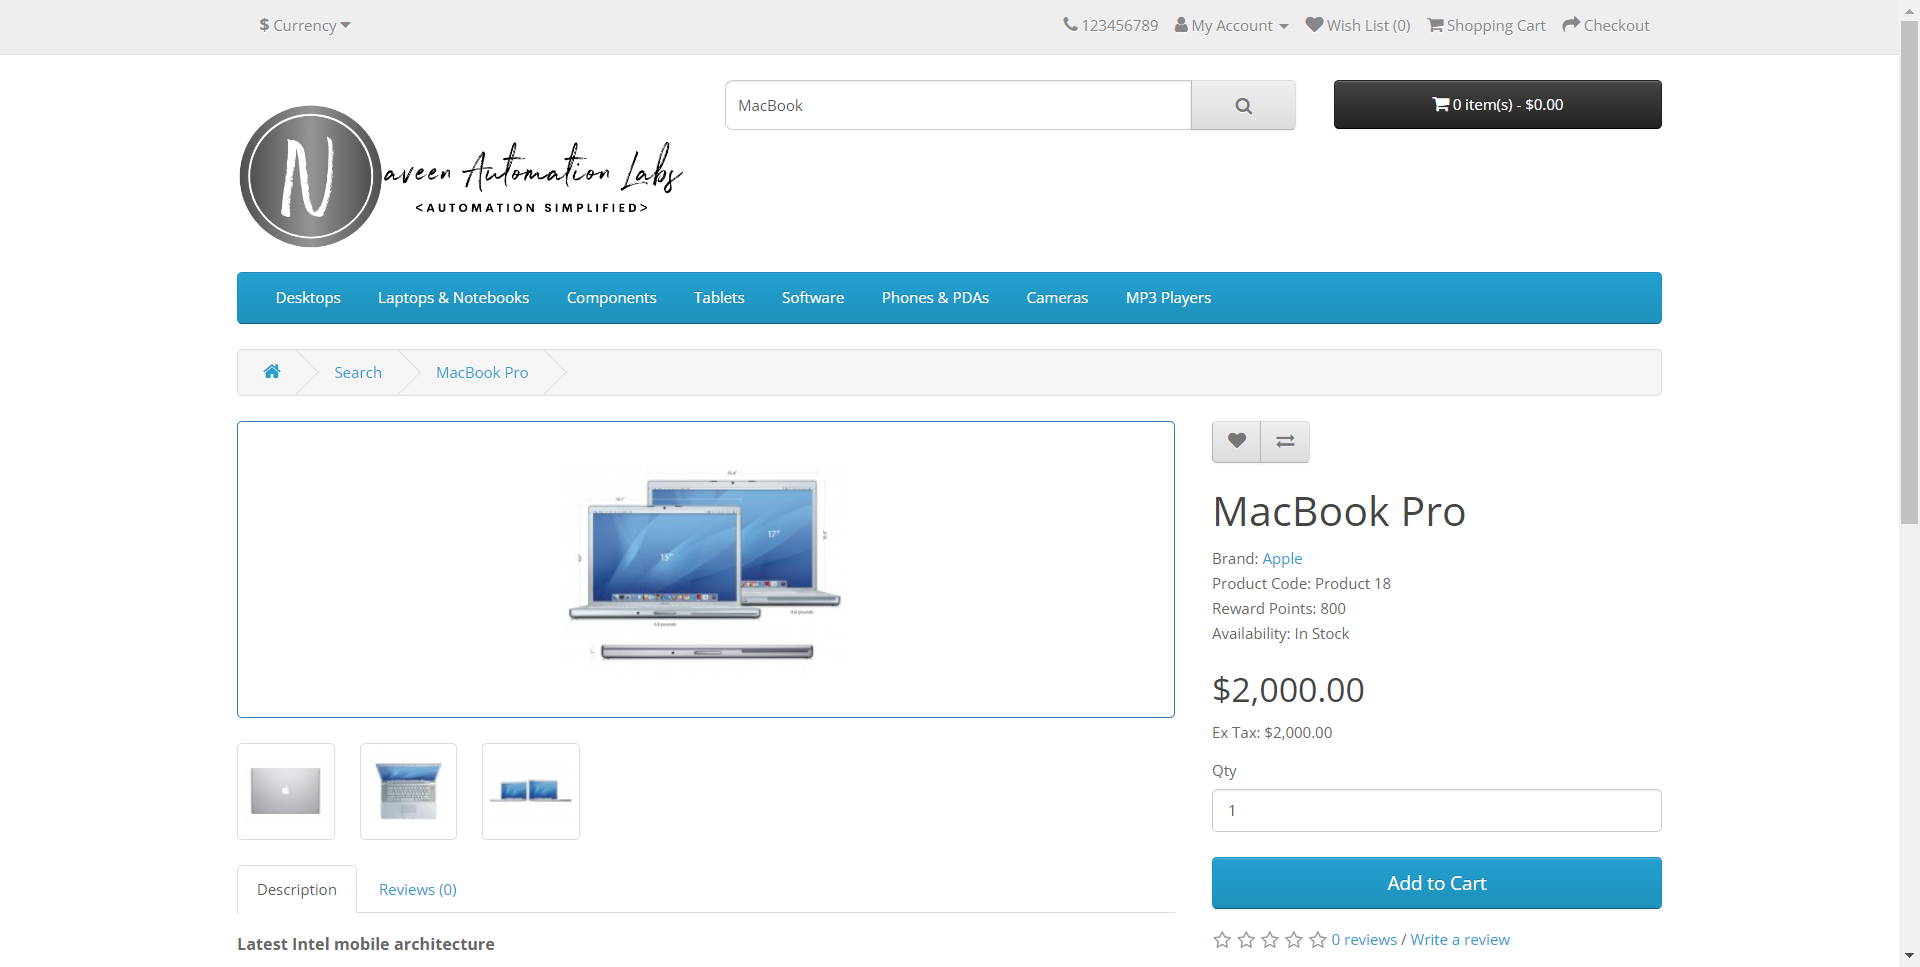 $ Currency
123456789 My Account Wish List (0) Shopping Cart Checkout
MacBook
0 item(s) - $0.00
N
aveen Automation Labs
<AUTOMATION SIMPLIFIED>
Desktops Laptops & Notebooks Components Tablets Software Phones & PDAs Cameras MP3 Players
Search MacBook Pro
15"
17"
MacBook Pro
Brand: Apple
Product Code: Product 18
Reward Points: 800
Availability: In Stock
$2,000.00
Ex Tax: $2,000.00
Qty
1
Add to Cart
0 reviews / Write a review
Description Reviews (0)
Latest Intel mobile architecture